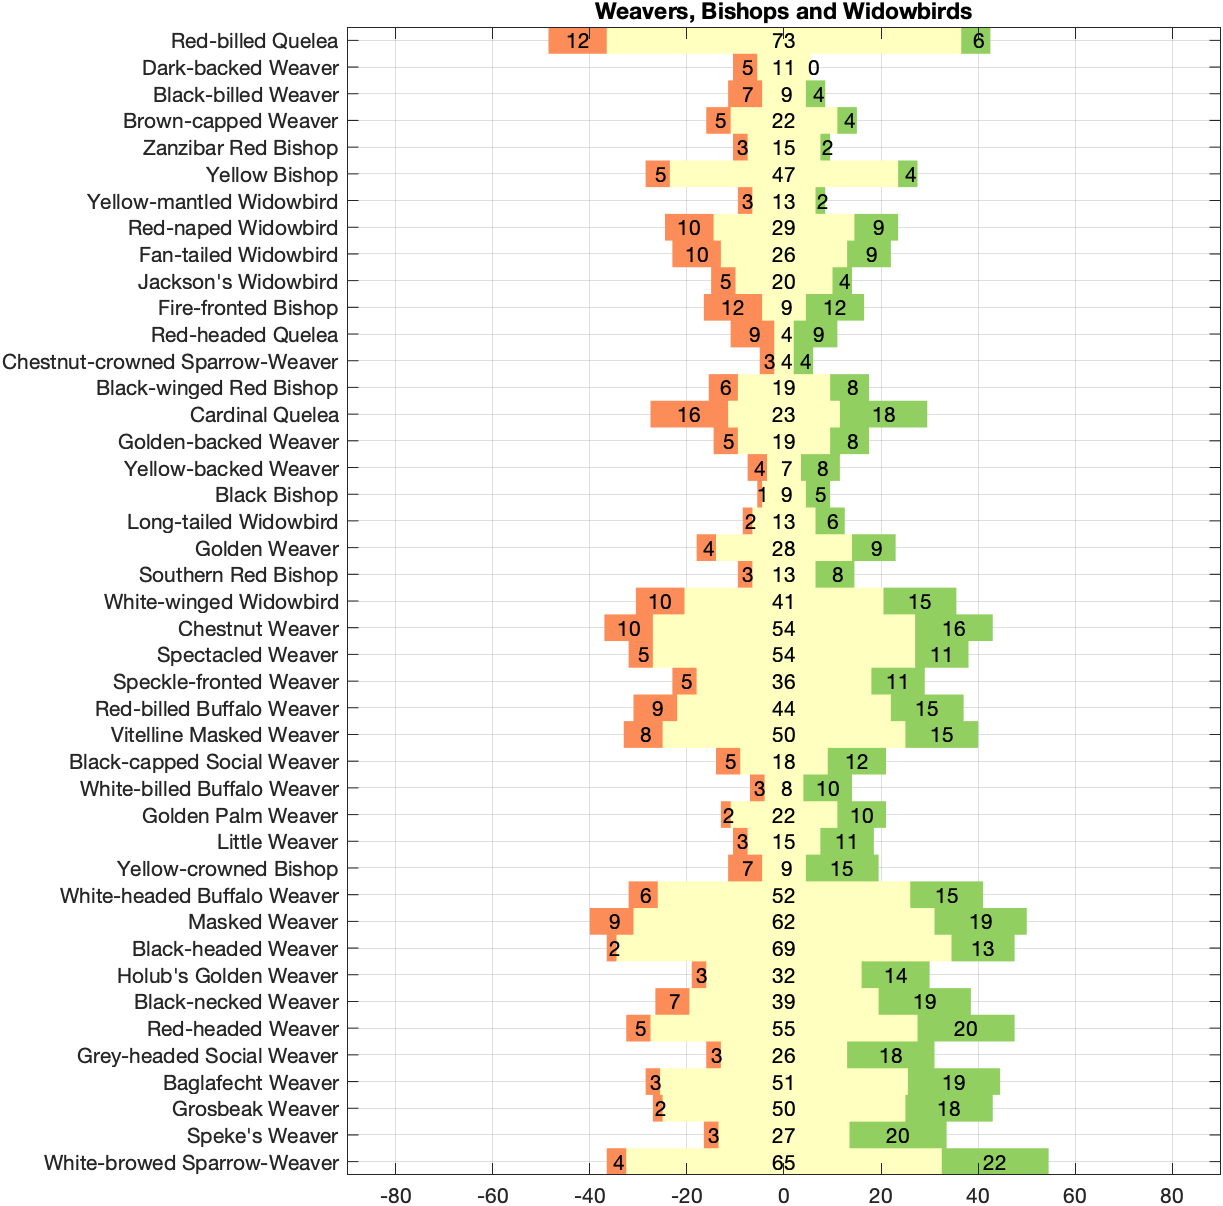 Weavers, Bishops and Widowbirds
Red-billed Quelea 12 73 6
Dark-backed Weaver 5 11 0
Black-billed Weaver 7 9 4
Brown-capped Weaver 5 22 4
Zanzibar Red Bishop 3 15 2
Yellow Bishop 5 47 4
Yellow-mantled Widowbird 3 13 2
Red-naped Widowbird 10 29 9
Fan-tailed Widowbird 10 26 9
Jackson's Widowbird 5 20 4
Fire-fronted Bishop 12 9 12
Red-headed Quelea 9 4 9
Chestnut-crowned Sparrow-Weaver 3 4 4
Black-winged Red Bishop 6 19 8
Cardinal Quelea 16 23 18
Golden-backed Weaver 5 19 8
Yellow-backed Weaver 4 7 8
Black Bishop 1 9 5
Long-tailed Widowbird 2 13 6
Golden Weaver 4 28 9
Southern Red Bishop 3 13 8
White-winged Widowbird 10 41 15
Chestnut Weaver 10 54 16
Spectacled Weaver 5 54 11
Speckle-fronted Weaver 5 36 11
Red-billed Buffalo Weaver 9 44 15
Vitelline Masked Weaver 8 50 15
Black-capped Social Weaver 5 18 12
White-billed Buffalo Weaver 3 8 10
Golden Palm Weaver 2 22 10
Little Weaver 3 15 11
Yellow-crowned Bishop 7 9 15
White-headed Buffalo Weaver 6 52 15
Masked Weaver 9 62 19
Black-headed Weaver 2 69 13
Holub's Golden Weaver 3 32 14
Black-necked Weaver 7 39 19
Red-headed Weaver 5 55 20
Grey-headed Social Weaver 3 26 18
Baglafecht Weaver 3 51 19
Grosbeak Weaver 2 50 18
Speke's Weaver 3 27 20
White-browed Sparrow-Weaver 4 65 22
-80 -60 -40 -20 0 20 40 60 80